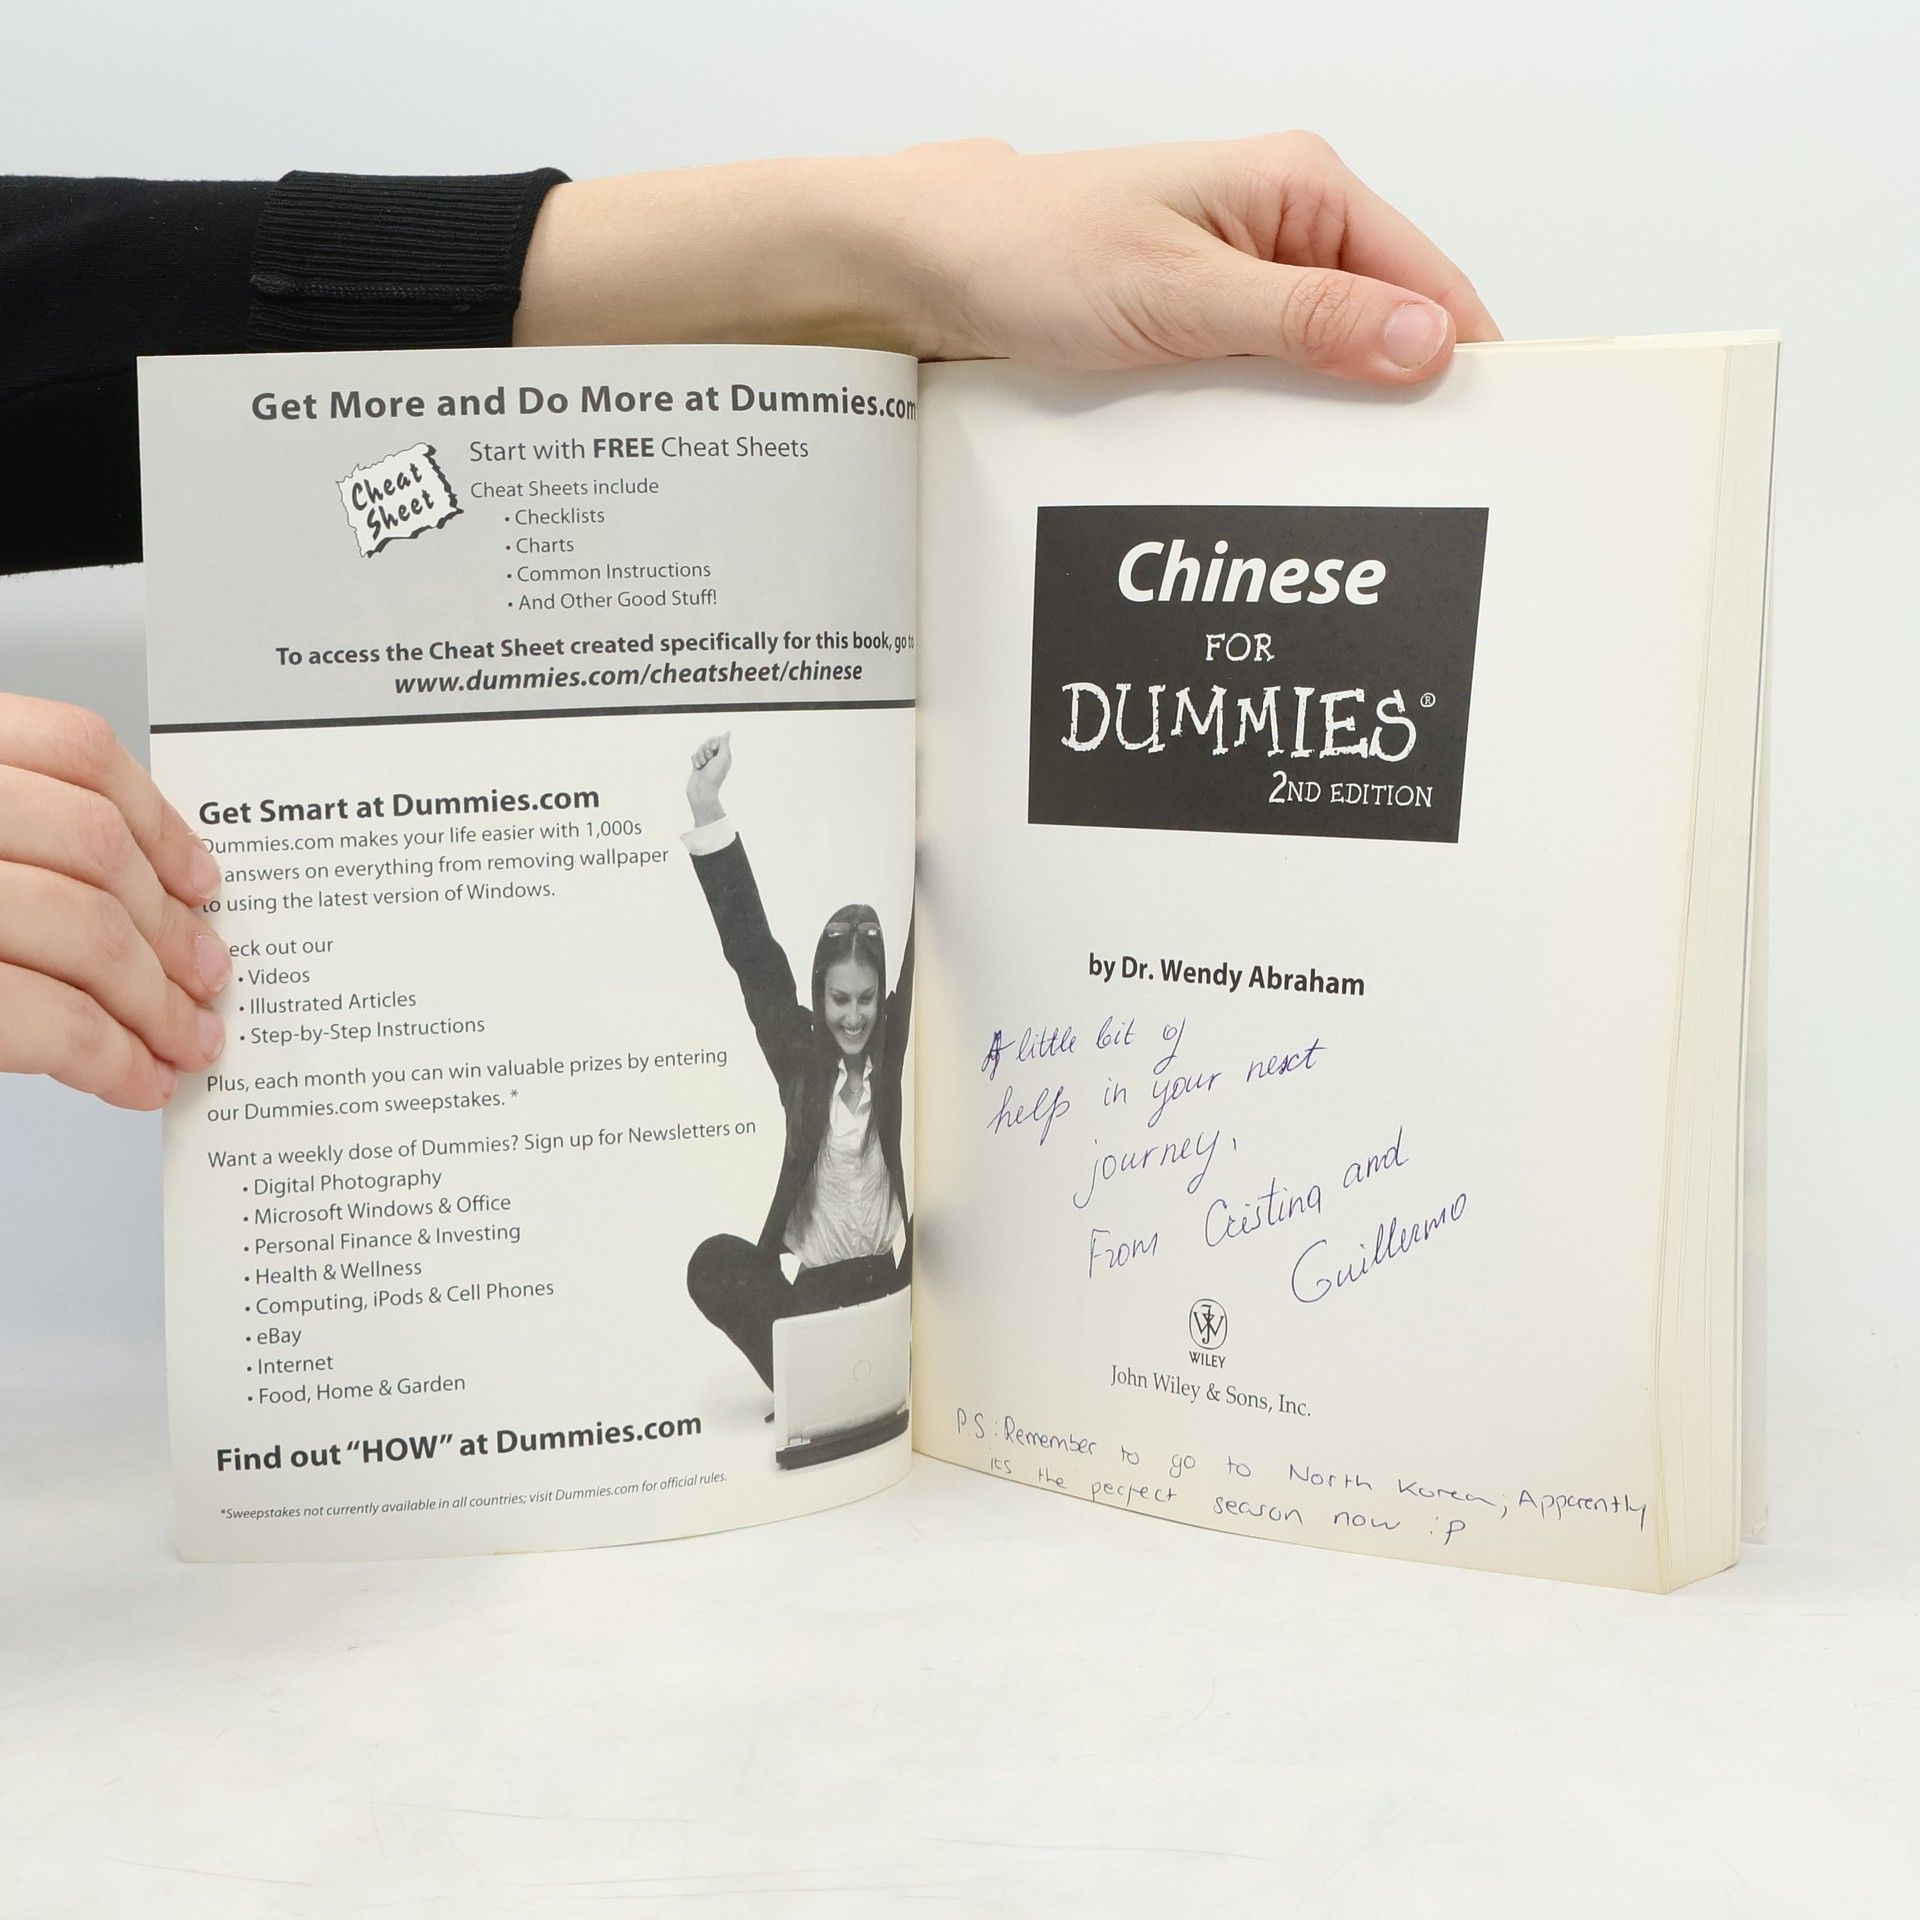 Get More and Do More at Dummies.com
Cheat
Sheet
Start with FREE Cheat Sheets
Cheat Sheets include
• Checklists
• Charts
• Common Instructions
• And Other Good Stuff!
To access the Cheat Sheet created specifically for this book, go to
www.dummies.com/cheatsheet/chinese
Get Smart at Dummies.com
Dummies.com makes your life easier with 1,000s
answers on everything from removing wallpaper
to using the latest version of Windows.
eck out our
• Videos
• Illustrated Articles
• Step-by-Step Instructions
Plus, each month you can win valuable prizes by entering
our Dummies.com sweepstakes. *
Want a weekly dose of Dummies? Sign up for Newsletters on
• Digital Photography
• Microsoft Windows & Office
• Personal Finance & Investing
• Health & Wellness
• Computing, iPods & Cell Phones
• eBay
• Internet
• Food, Home & Garden
Find out "HOW" at Dummies.com
*Sweepstakes not currently available in all countries; visit Dummies.com for official rules.
Chinese
FOR
DUMMIES®
2ND EDITION
by Dr. Wendy Abraham
A little bit of
help in your next
journey.
From Cristina and
Guillermo
WILEY
John Wiley & Sons, Inc.
P.S: Remember to go to North Korea; Apparently
its the perfect season now :P